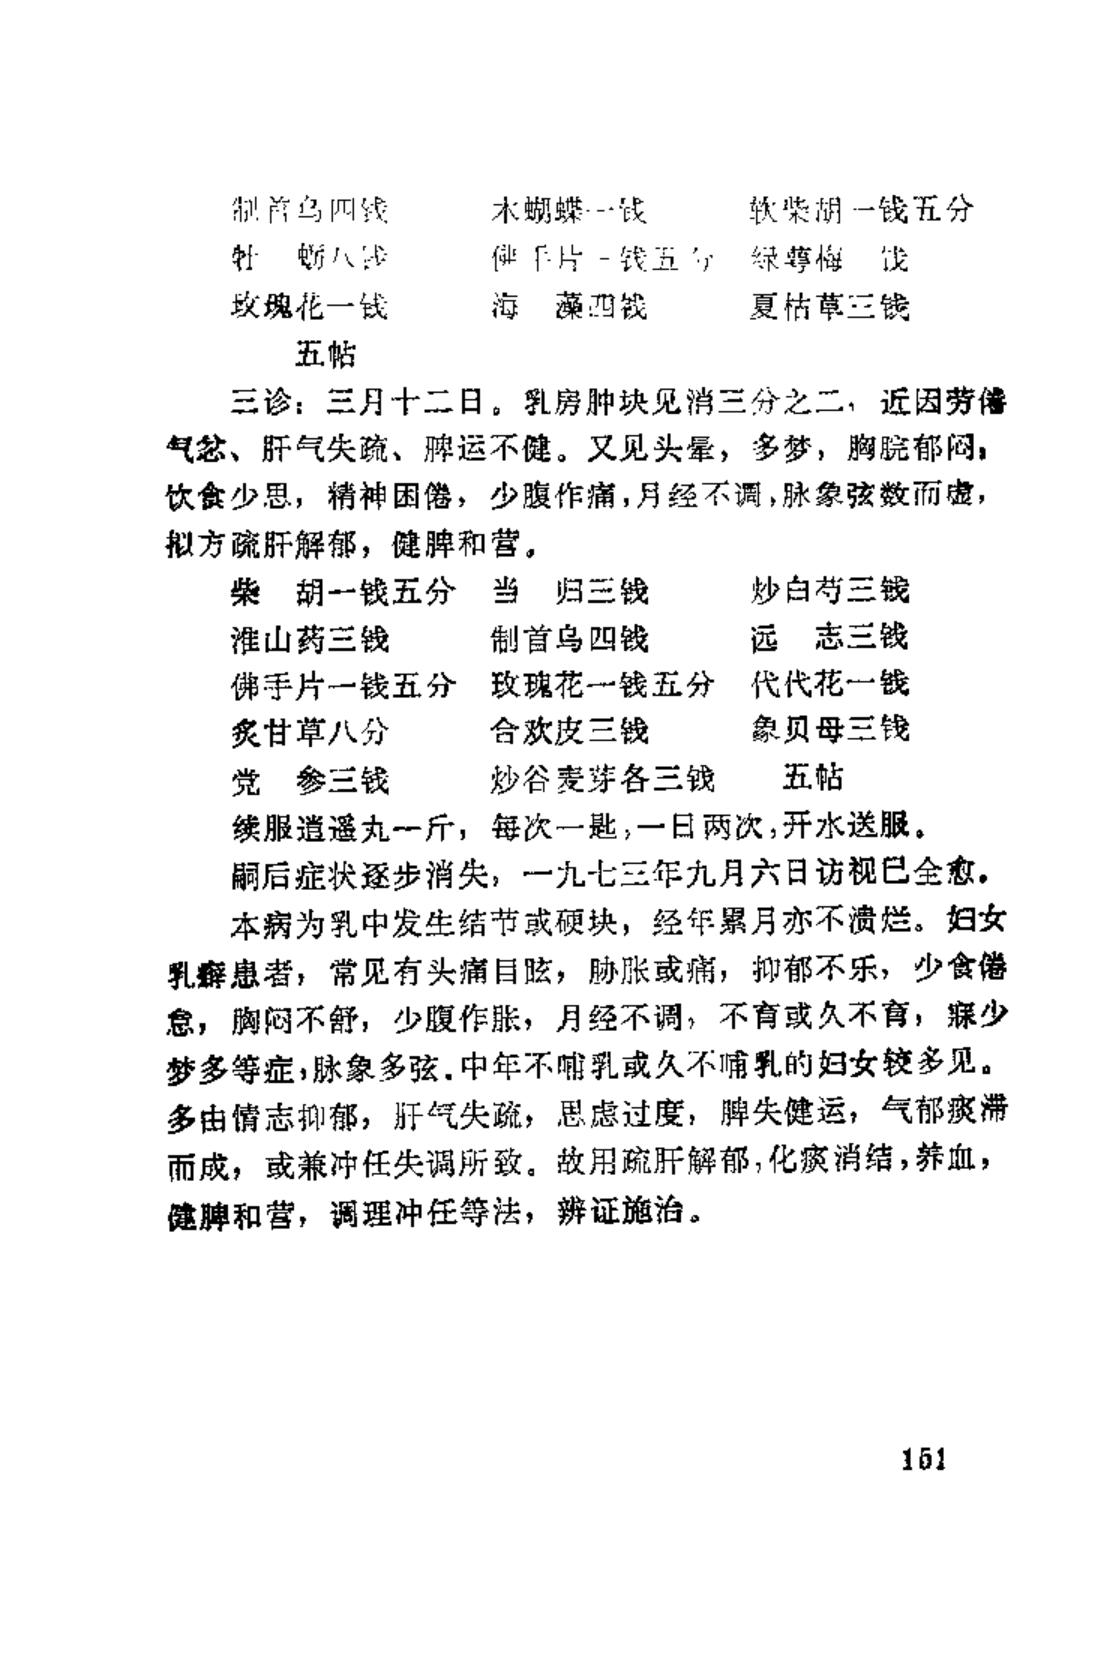 制首乌四钱　木蝴蝶一钱　软柴胡一钱五分
牡　蛎八钱　佛手片一钱五分　绿萼梅　钱
玫瑰花一钱　海　藻四钱　夏枯草三钱
五帖
三诊：三月十二日。乳房肿块见消三分之二，近因劳倦
气忿、肝气失疏、脾运不健。又见头晕，多梦，胸脘郁闷，
饮食少思，精神困倦，少腹作痛，月经不调，脉象弦数而虚，
拟方疏肝解郁，健脾和营。
柴　胡一钱五分　当　归三钱　炒白芍三钱
淮山药三钱　制首乌四钱　远　志三钱
佛手片一钱五分　玫瑰花一钱五分　代代花一钱
炙甘草八分　合欢皮三钱　象贝母三钱
党　参三钱　炒谷麦芽各三钱　五帖
续服逍遥丸一斤，每次一匙，一日两次，开水送服。
嗣后症状逐步消失，一九七三年九月六日访视已全愈。
本病为乳中发生结节或硬块，经年累月亦不溃烂。妇女
乳癖患者，常见有头痛目眩，胁胀或痛，抑郁不乐，少食倦
怠，胸闷不舒，少腹作胀，月经不调，不育或久不育，寐少
梦多等症，脉象多弦．中年不哺乳或久不哺乳的妇女较多见。
多由情志抑郁，肝气失疏，思虑过度，脾失健运，气郁痰滞
而成，或兼冲任失调所致。故用疏肝解郁，化痰消结，养血，
健脾和营，调理冲任等法，辨证施治。
151